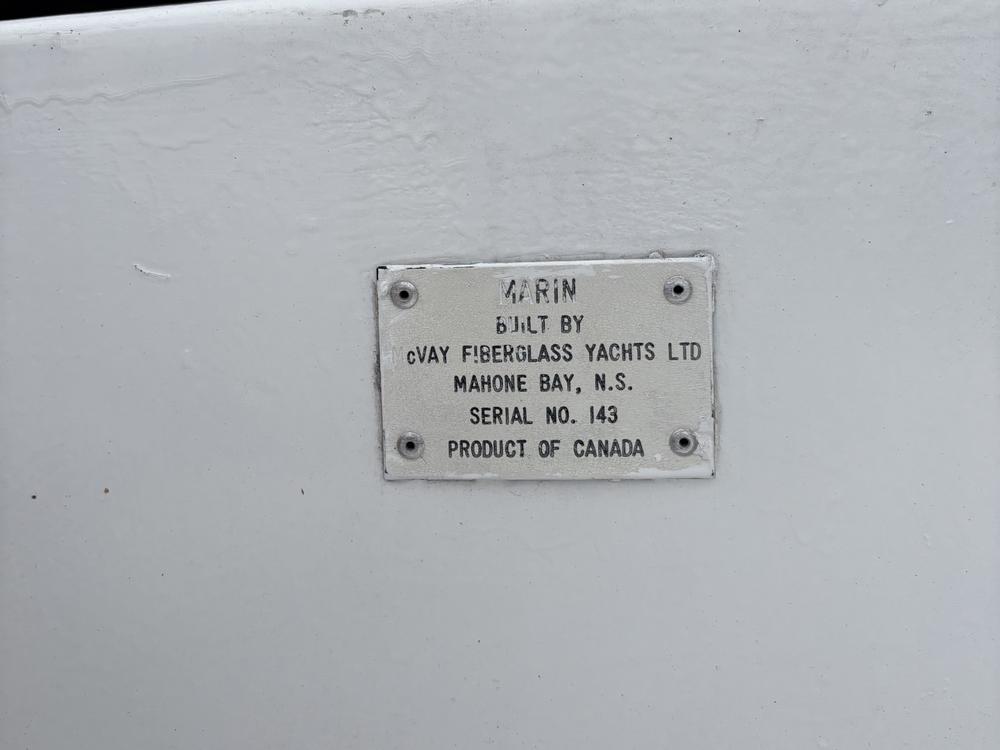 MARIN
BUILT BY
McVAY FIBERGLASS YACHTS LTD
MAHONE BAY, N.S.
SERIAL NO. 143
PRODUCT OF CANADA